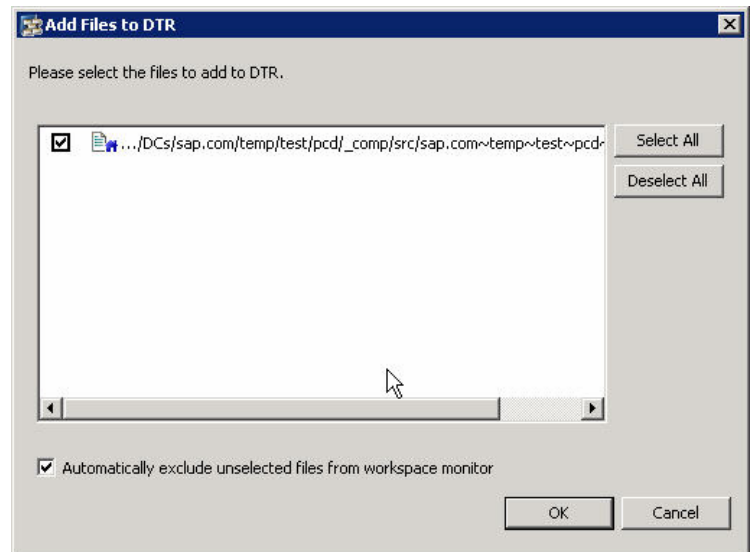 Add Files to DTR
Please select the files to add to DTR.
.../DCs/sap.com/temp/test/pcd/_comp/src/sap.com~temp~test~pcd~
Select All
Deselect All
Automatically exclude unselected files from workspace monitor
OK
Cancel